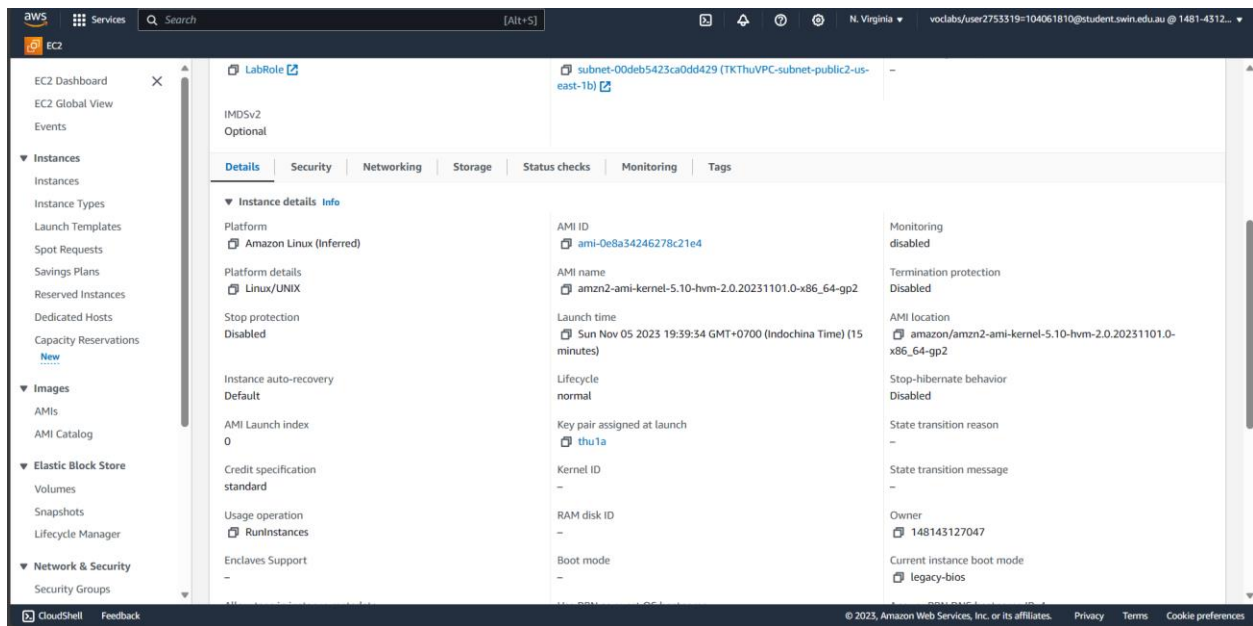 aws
Services
Search
[Alt+S]
N. Virginia
voclabs/user2753319=104061810@student.swin.edu.au @ 1481-4312...
EC2
EC2 Dashboard
EC2 Global View
Events
Instances
Instances
Instance Types
Launch Templates
Spot Requests
Savings Plans
Reserved Instances
Dedicated Hosts
Capacity Reservations
New
Images
AMIs
AMI Catalog
Elastic Block Store
Volumes
Snapshots
Lifecycle Manager
Network & Security
Security Groups
LabRole
subnet-00deb5423ca0dd429 (TKThuVPC-subnet-public2-us-
east-1b)
–
IMDSv2
Optional
Details
Security
Networking
Storage
Status checks
Monitoring
Tags
Instance details Info
Platform
Amazon Linux (Inferred)
AMI ID
ami-0e8a34246278c21e4
Monitoring
disabled
Platform details
Linux/UNIX
AMI name
amzn2-ami-kernel-5.10-hvm-2.0.20231101.0-x86_64-gp2
Termination protection
Disabled
Stop protection
Disabled
Launch time
Sun Nov 05 2023 19:39:34 GMT+0700 (Indochina Time) (15
minutes)
AMI location
amazon/amzn2-ami-kernel-5.10-hvm-2.0.20231101.0-
x86_64-gp2
Instance auto-recovery
Default
Lifecycle
normal
Stop-hibernate behavior
Disabled
AMI Launch index
0
Key pair assigned at launch
thu1a
State transition reason
–
Credit specification
standard
Kernel ID
–
State transition message
–
Usage operation
RunInstances
RAM disk ID
–
Owner
148143127047
Enclaves Support
–
Boot mode
–
Current instance boot mode
legacy-bios
CloudShell
Feedback
© 2023, Amazon Web Services, Inc. or its affiliates.
Privacy
Terms
Cookie preferences